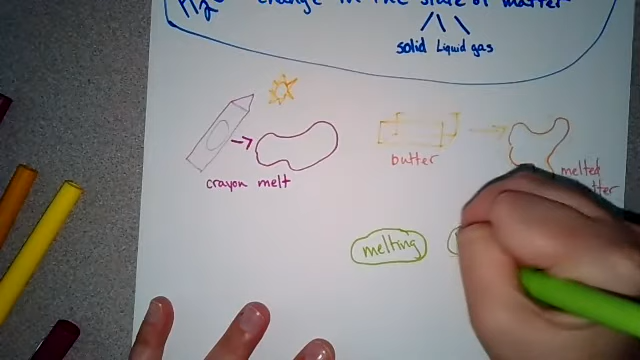 change in the state of matter
solid Liquid gas
crayon melt
butter
melted
melting